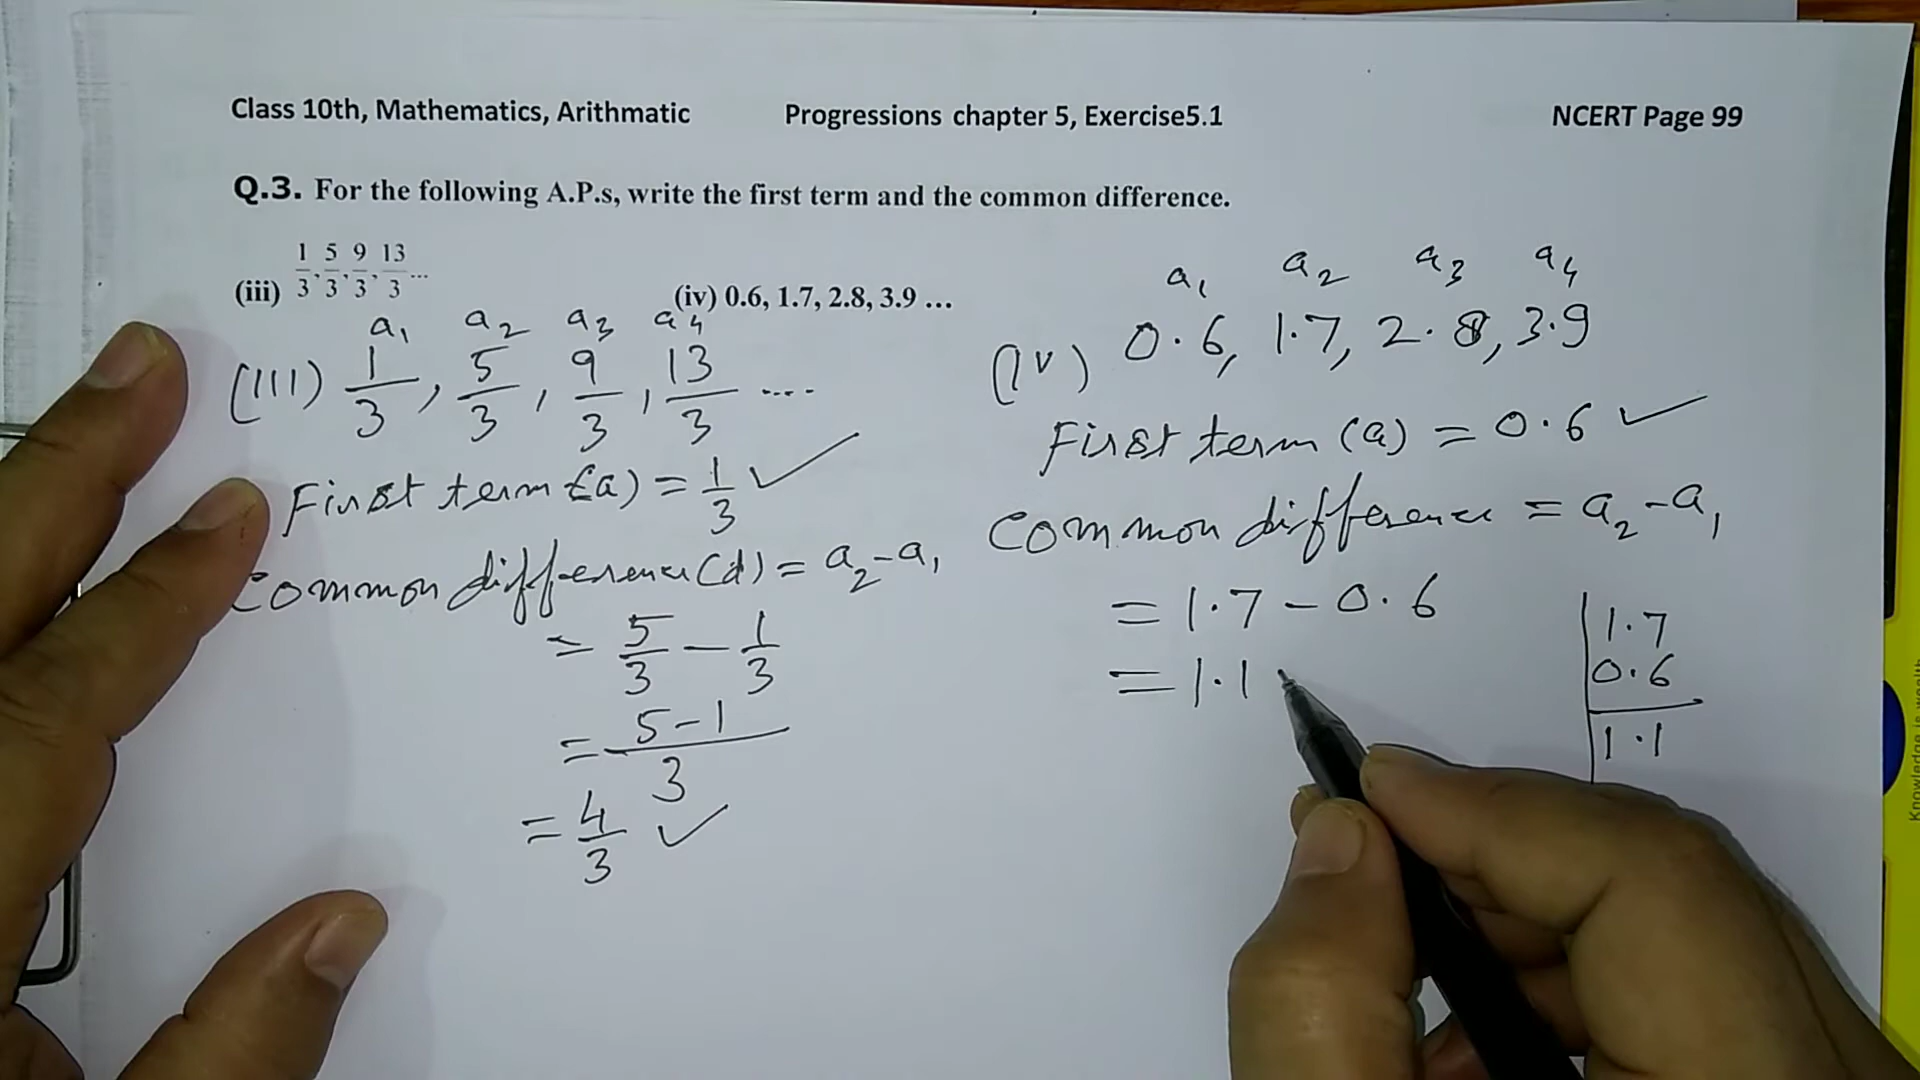 Class 10th, Mathematics, Arithmatic Progressions chapter 5, Exercise5.1 NCERT Page 99
Q.3. For the following A.P.s, write the first term and the common difference.
(iii) 1/3, 5/3, 9/3, 13/3 ...
(iv) 0.6, 1.7, 2.8, 3.9 ...
a1 a2 a3 a4
(III) 1/3, 5/3, 9/3, 13/3 ....
First term (a) = 1/3 ✓
Common difference (d) = a2 - a1
= 5/3 - 1/3
= 5-1/3
= 4/3 ✓
a1 a2 a3 a4
(IV) 0.6, 1.7, 2.8, 3.9
First term (a) = 0.6 ✓
Common difference = a2 - a1
= 1.7 - 0.6
= 1.1
1.7
0.6
1.1
Knowledge is wealth